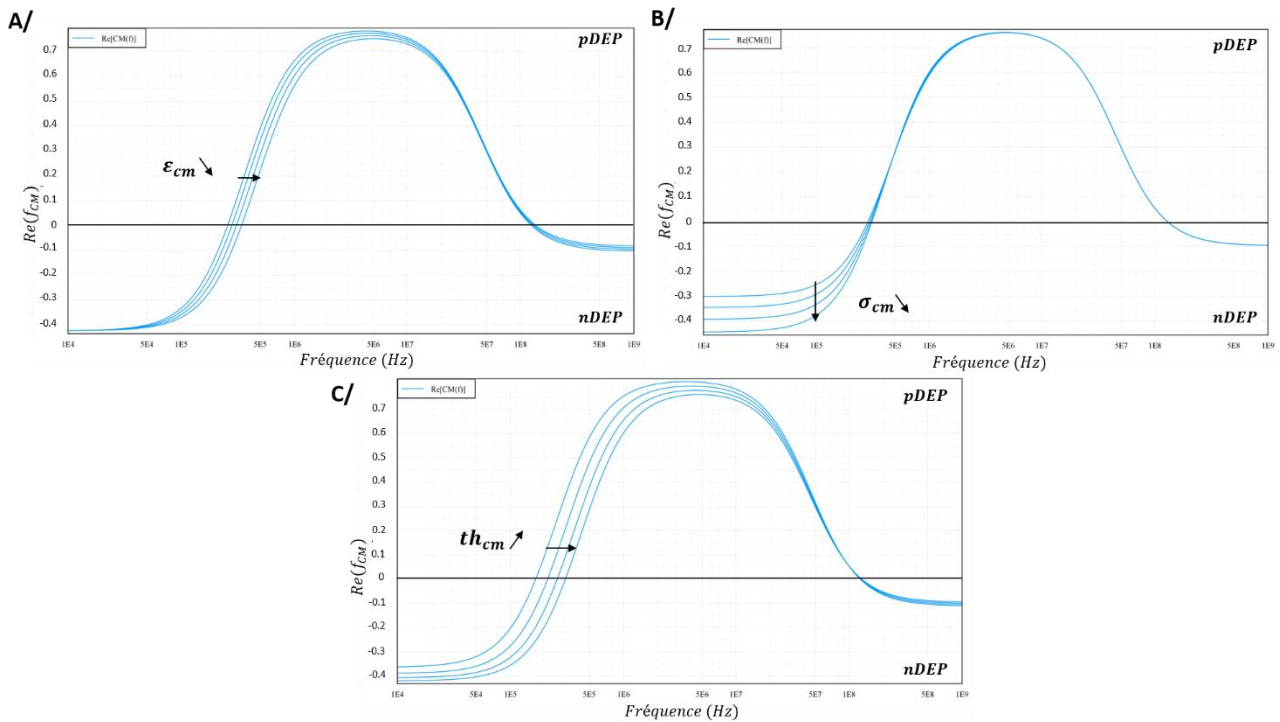 A/
Re[CM(f)]
pDEP
0.7
0.6
0.5
0.4
0.3
0.2
0.1
0
-0.1
-0.2
-0.3
-0.4
Re(f_CM)
ε_cm ↘
→
nDEP
1E4 5E4 1E5 5E5 1E6 5E6 1E7 5E7 1E8 5E8 1E9
Fréquence (Hz)
B/
Re[CM(f)]
pDEP
0.7
0.6
0.5
0.4
0.3
0.2
0.1
0
-0.1
-0.2
-0.3
-0.4
Re(f_CM)
σ_cm ↘
nDEP
1E4 5E4 1E5 5E5 1E6 5E6 1E7 5E7 1E8 5E8 1E9
Fréquence (Hz)
C/
Re[CM(f)]
pDEP
0.7
0.6
0.5
0.4
0.3
0.2
0.1
0
-0.1
-0.2
-0.3
-0.4
Re(f_CM)
th_cm ↗
→
nDEP
1E4 5E4 1E5 5E5 1E6 5E6 1E7 5E7 1E8 5E8 1E9
Fréquence (Hz)